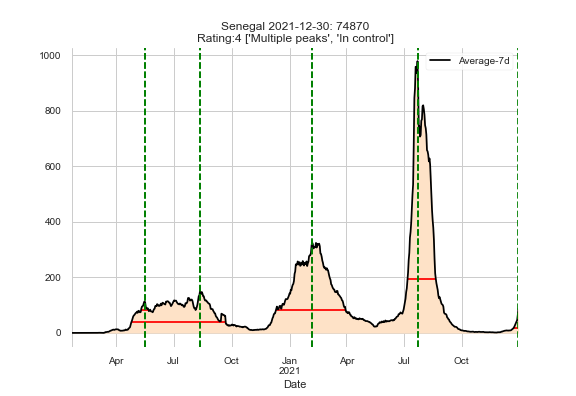 Senegal 2021-12-30: 74870
Rating:4 ['Multiple peaks', 'In control']
Average-7d
1000
800
600
400
200
0
Apr Jul Oct Jan Apr Jul Oct
2021
Date